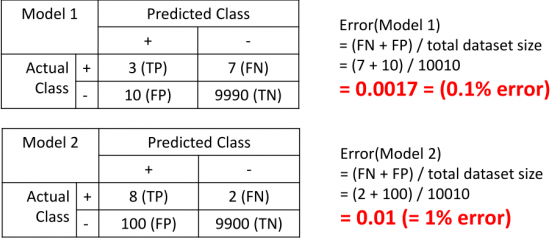 Model 1
Predicted Class
+ -
Actual Class
+ 3 (TP) 7 (FN)
- 10 (FP) 9990 (TN)
Error(Model 1)
= (FN + FP) / total dataset size
= (7 + 10) / 10010
= 0.0017 = (0.1% error)
Model 2
Predicted Class
+ -
Actual Class
+ 8 (TP) 2 (FN)
- 100 (FP) 9900 (TN)
Error(Model 2)
= (FN + FP) / total dataset size
= (2 + 100) / 10010
= 0.01 (= 1% error)